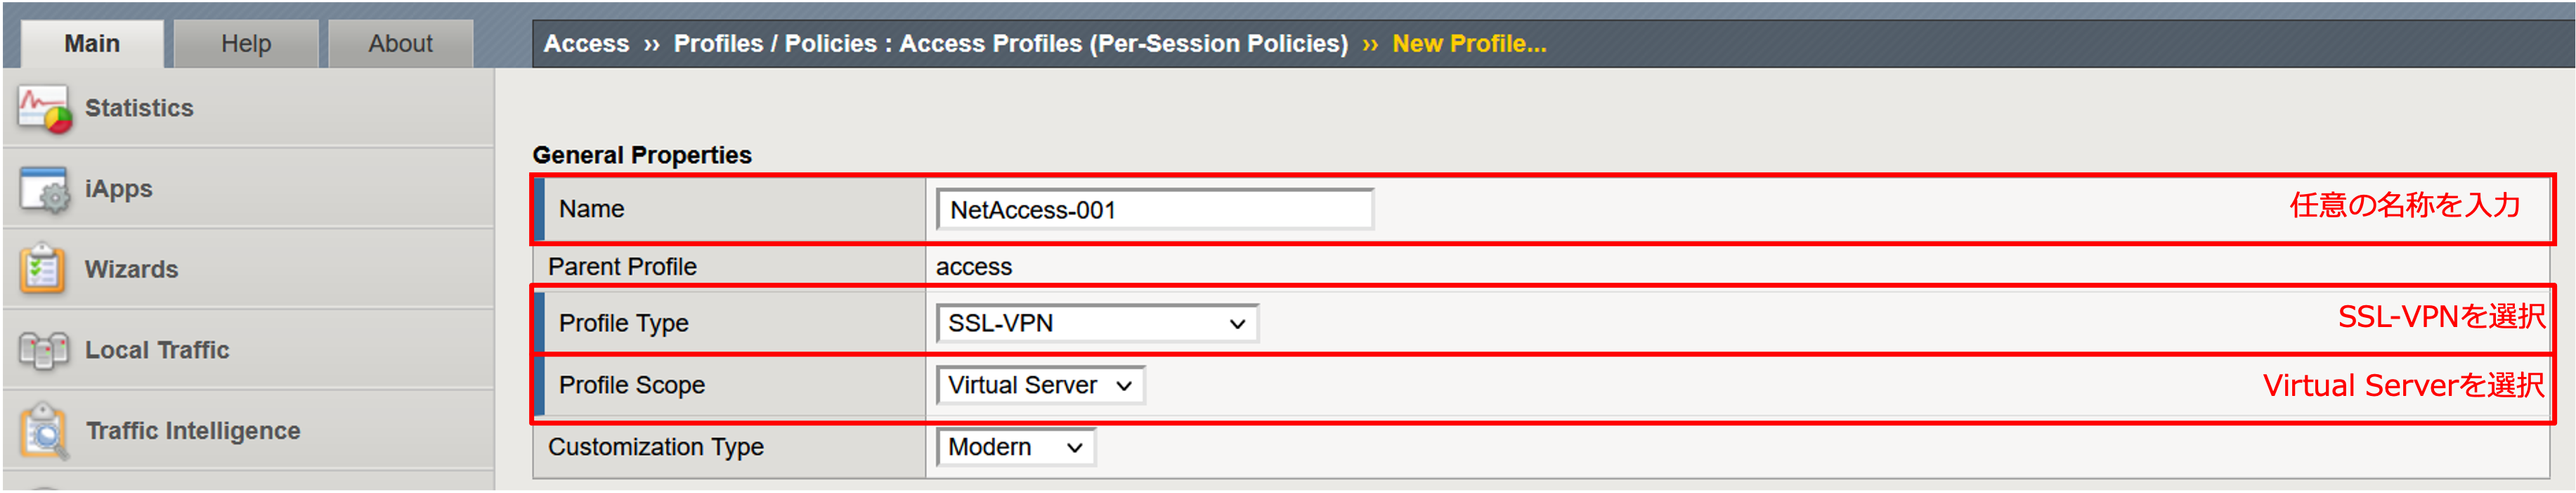 Main Help About
Access ›› Profiles / Policies : Access Profiles (Per-Session Policies) ›› New Profile...
Statistics
iApps
Wizards
Local Traffic
Traffic Intelligence
General Properties
Name NetAccess-001 任意の名称を入力
Parent Profile access
Profile Type SSL-VPN SSL-VPNを選択
Profile Scope Virtual Server Virtual Serverを選択
Customization Type Modern